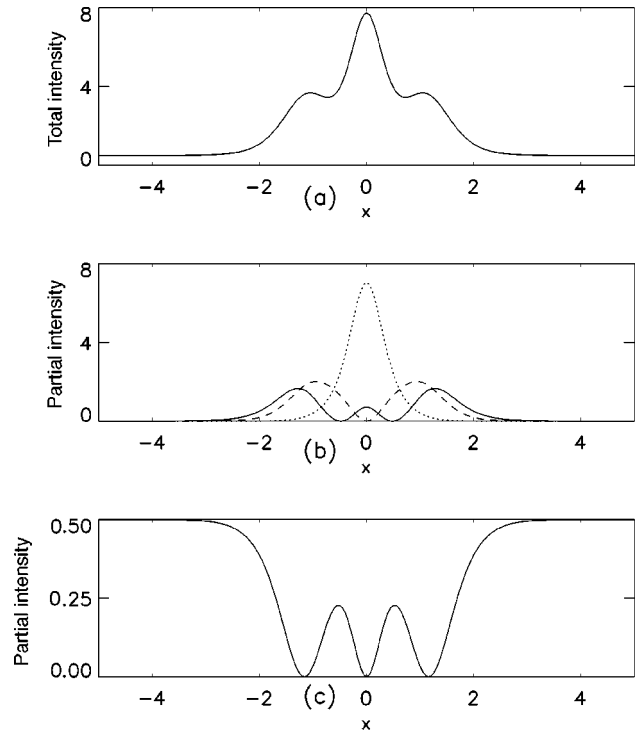 Total intensity
8
4
0
−4 −2 0 2 4
(a)
x
Partial intensity
8
4
0
−4 −2 0 2 4
(b)
x
Partial intensity
0.50
0.25
0.00
−4 −2 0 2 4
(c)
x